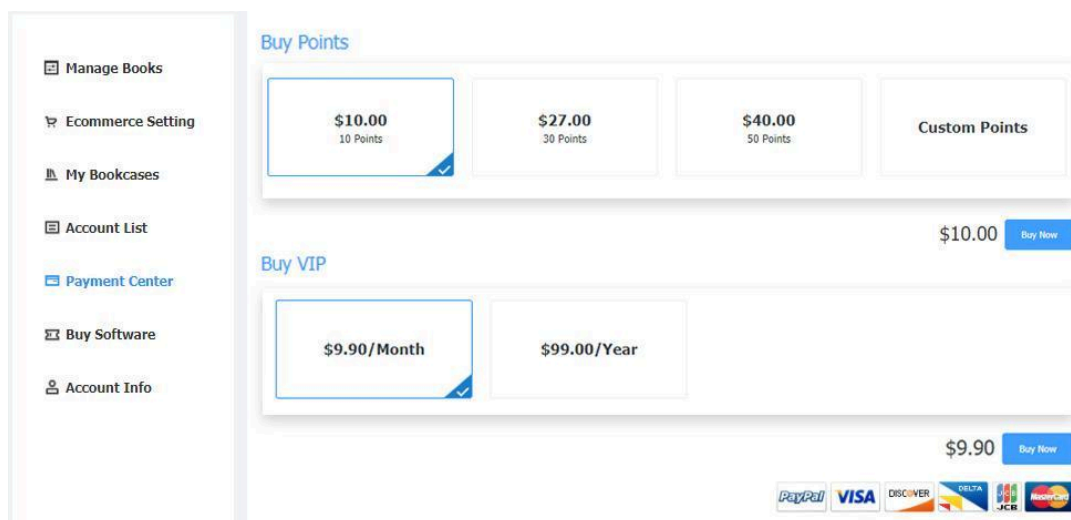 Manage Books
Ecommerce Setting
My Bookcases
Account List
Payment Center
Buy Software
Account Info
Buy Points
$10.00
10 Points
$27.00
30 Points
$40.00
50 Points
Custom Points
$10.00 Buy Now
Buy VIP
$9.90/Month
$99.00/Year
$9.90 Buy Now
PayPal VISA DISCOVER DELTA JCB MasterCard